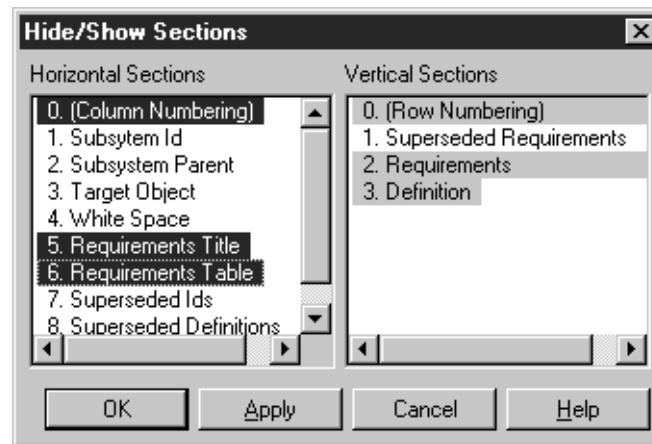 Hide/Show Sections
Horizontal Sections
0. (Column Numbering)
1. Subsytem Id
2. Subsystem Parent
3. Target Object
4. White Space
5. Requirements Title
6. Requirements Table
7. Superseded Ids
8. Superseded Definitions
Vertical Sections
0. (Row Numbering)
1. Superseded Requirements
2. Requirements
3. Definition
OK
Apply
Cancel
Help